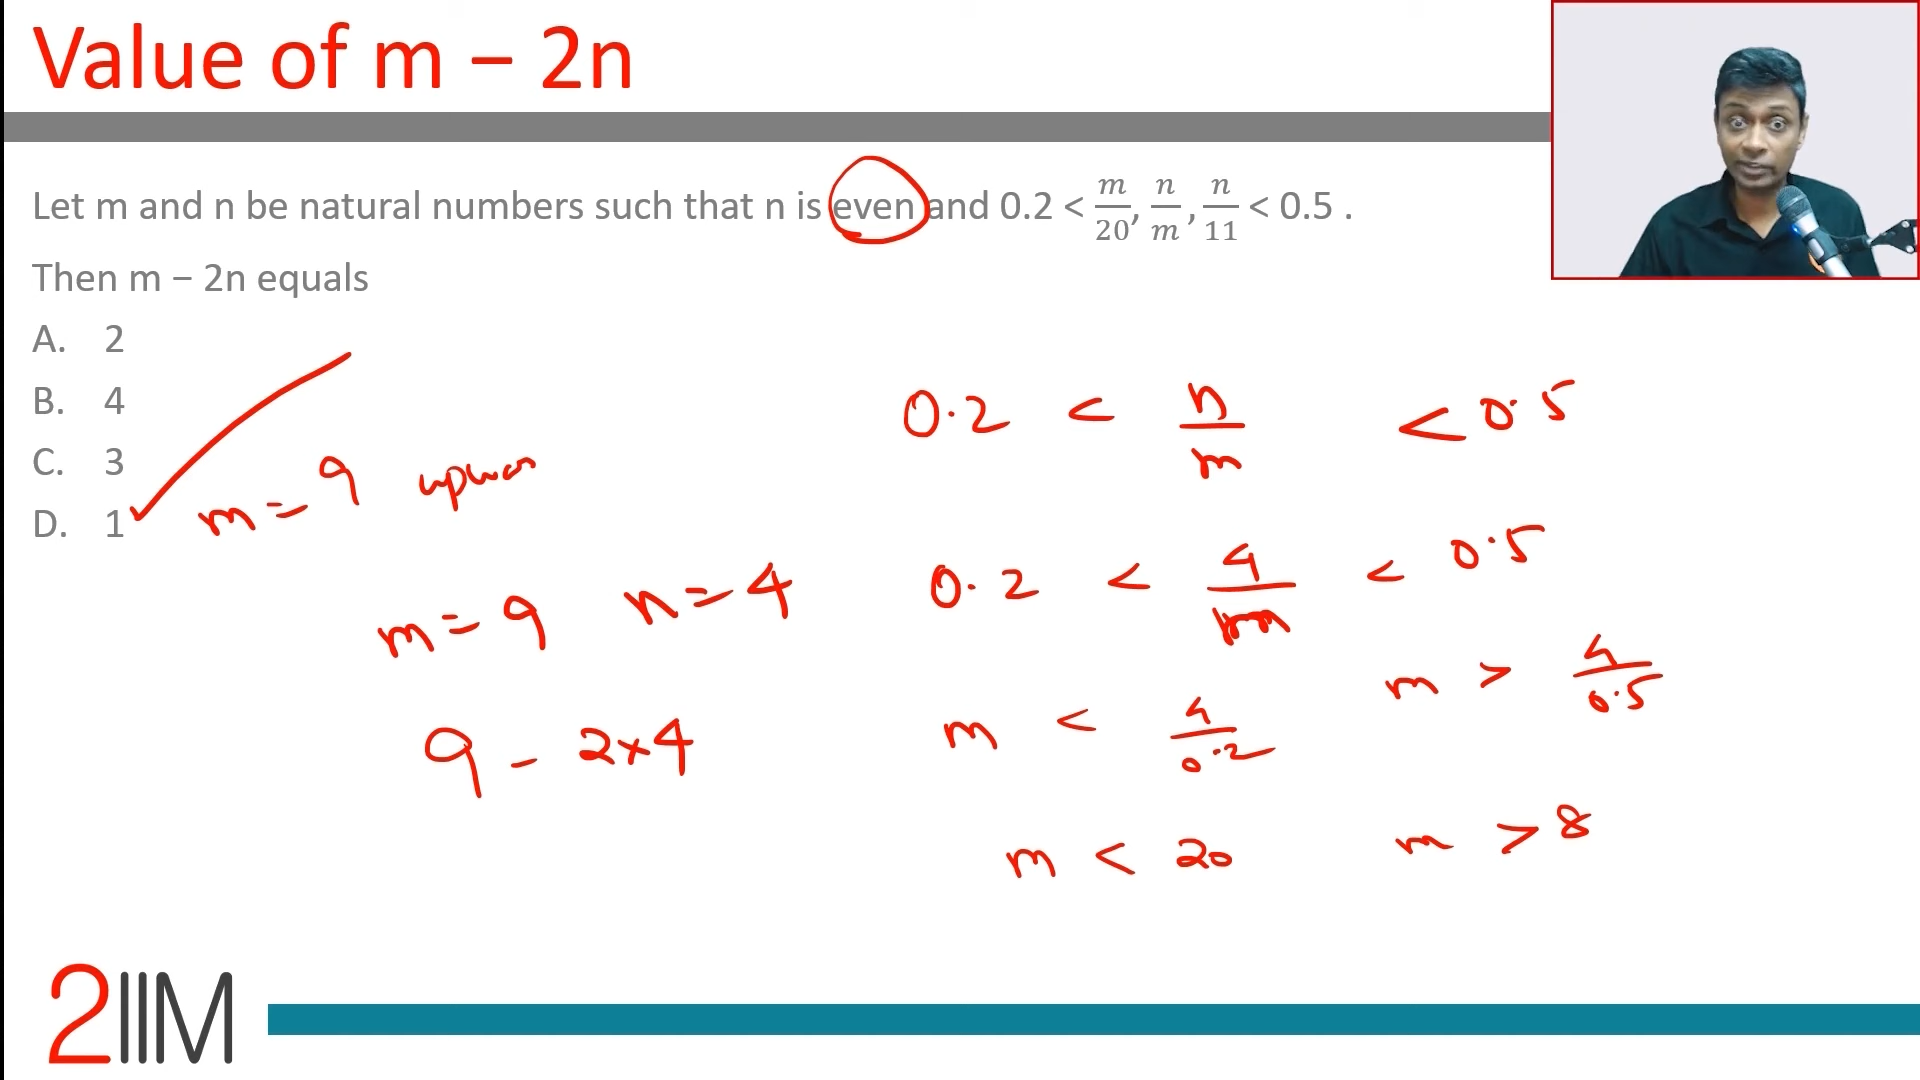 Value of m – 2n
Let m and n be natural numbers such that n is even and 0.2 < m/20, n/m, n/11 < 0.5 .
Then m – 2n equals
A. 2
B. 4
C. 3
D. 1
m = 9
m = 9 n = 4
9 - 2×4
0.2 < n/m < 0.5
0.2 < 4/m < 0.5
m < 4/0.2 m > 4/0.5
m < 20 m > 8
2IIM